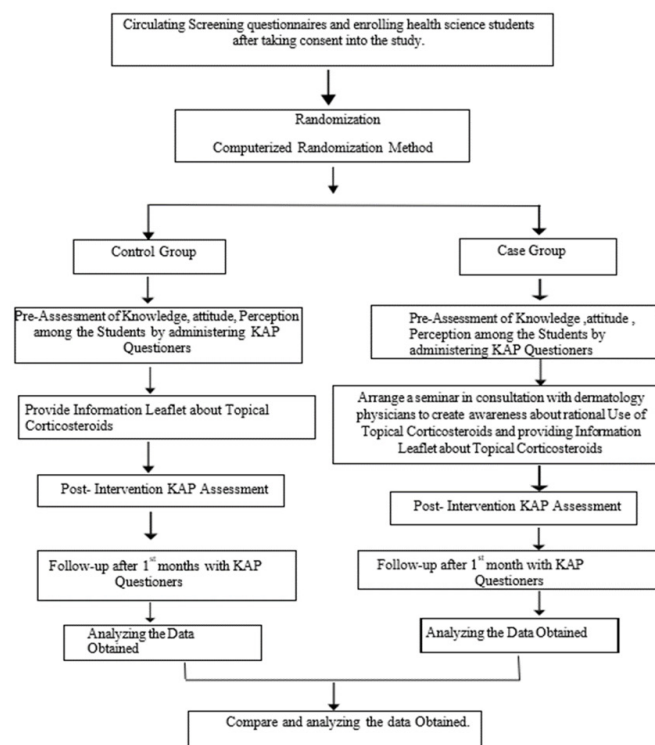 Circulating Screening questionnaires and enrolling health science students
after taking consent into the study.
Randomization
Computerized Randomization Method
Control Group
Case Group
Pre-Assessment of Knowledge, attitude, Perception
among the Students by administering KAP
Questioners
Pre-Assessment of Knowledge ,attitude ,
Perception among the Students by
administering KAP Questioners
Provide Information Leaflet about Topical
Corticosteroids
Arrange a seminar in consultation with dermatology
physicians to create awareness about rational Use of
Topical Corticosteroids and providing Information
Leaflet about Topical Corticosteroids
Post- Intervention KAP Assessment
Post- Intervention KAP Assessment
Follow-up after 1st months with KAP
Questioners
Follow-up after 1st month with KAP
Questioners
Analyzing the Data
Obtained
Analyzing the Data Obtained
Compare and analyzing the data Obtained.